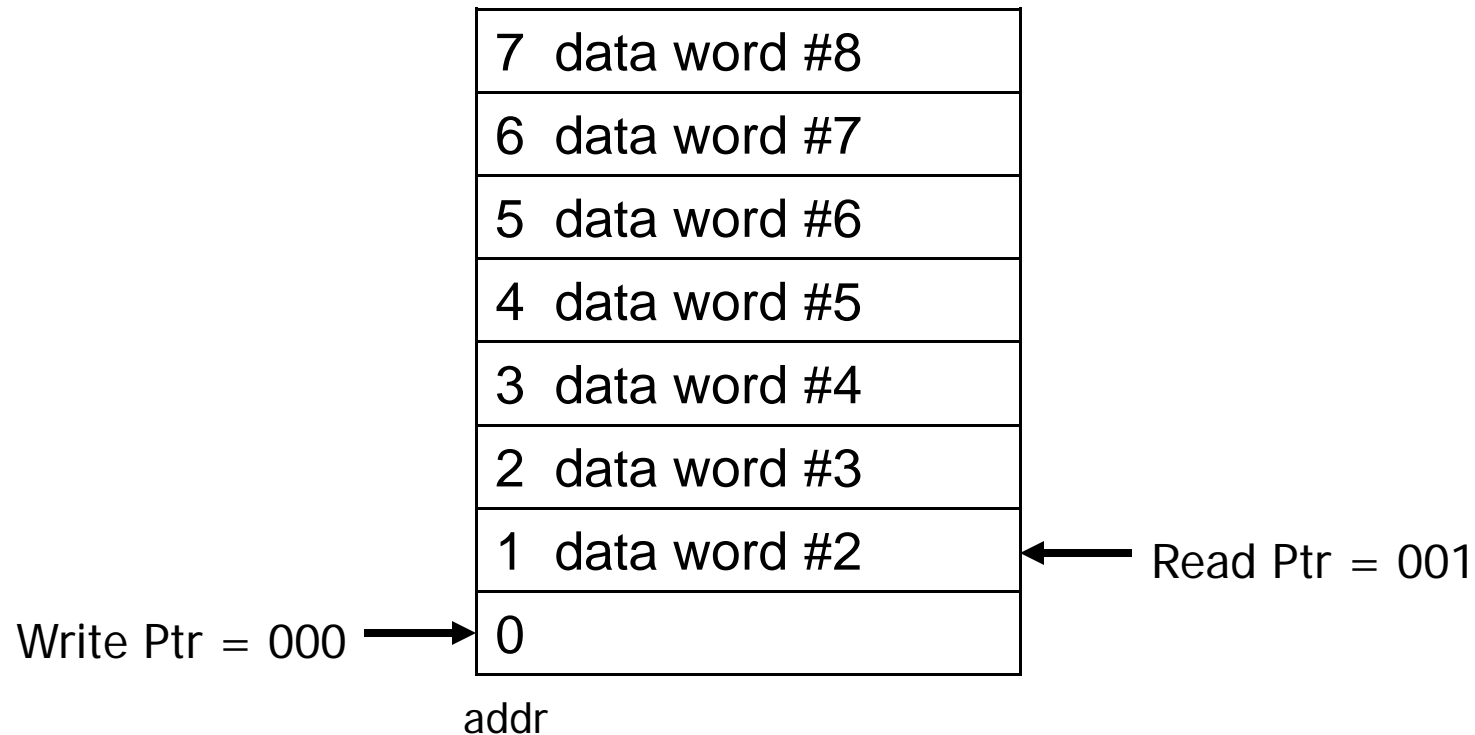 7 data word #8
6 data word #7
5 data word #6
4 data word #5
3 data word #4
2 data word #3
1 data word #2
Read Ptr = 001
Write Ptr = 000
0
addr